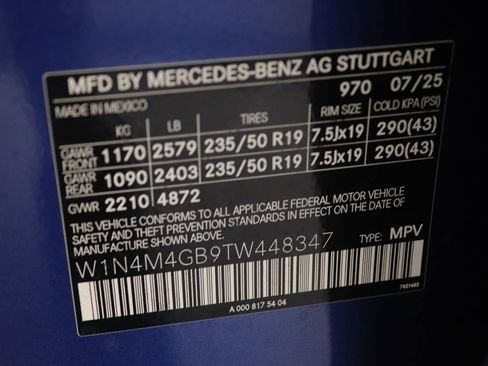 MFD BY MERCEDES-BENZ AG STUTTGART
970 07/25
MADE IN MEXICO
KG LB TIRES RIM SIZE COLD KPA (PSI)
GAWR FRONT 1170 2579 235/50 R19 7.5Jx19 290(43)
GAWR REAR 1090 2403 235/50 R19 7.5Jx19 290(43)
GVWR 2210 4872
THIS VEHICLE CONFORMS TO ALL APPLICABLE FEDERAL MOTOR VEHICLE
SAFETY AND THEFT PREVENTION STANDARDS IN EFFECT ON THE DATE OF
MANUFACTURE SHOWN ABOVE.
W1N4M4GB9TW448347 TYPE: MPV
A 000 817 54 04